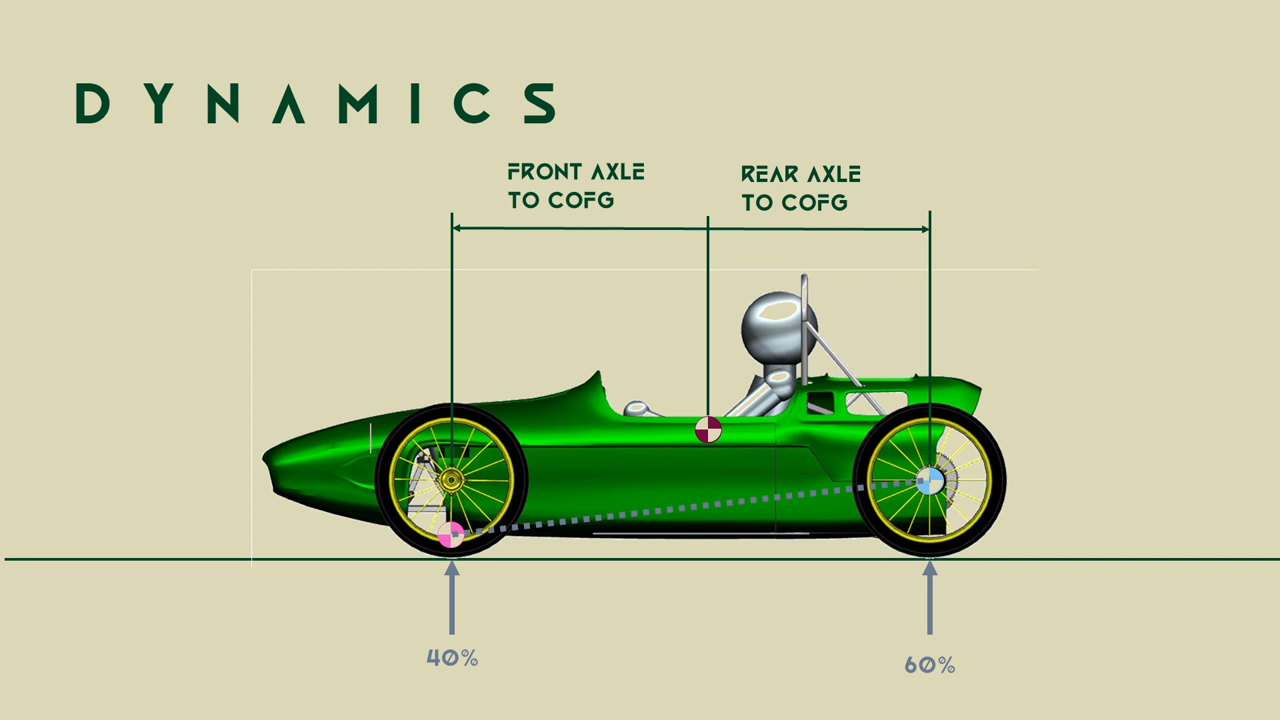 DYNAMICS
FRONT AXLE
TO COFG
REAR AXLE
TO COFG
40%
60%